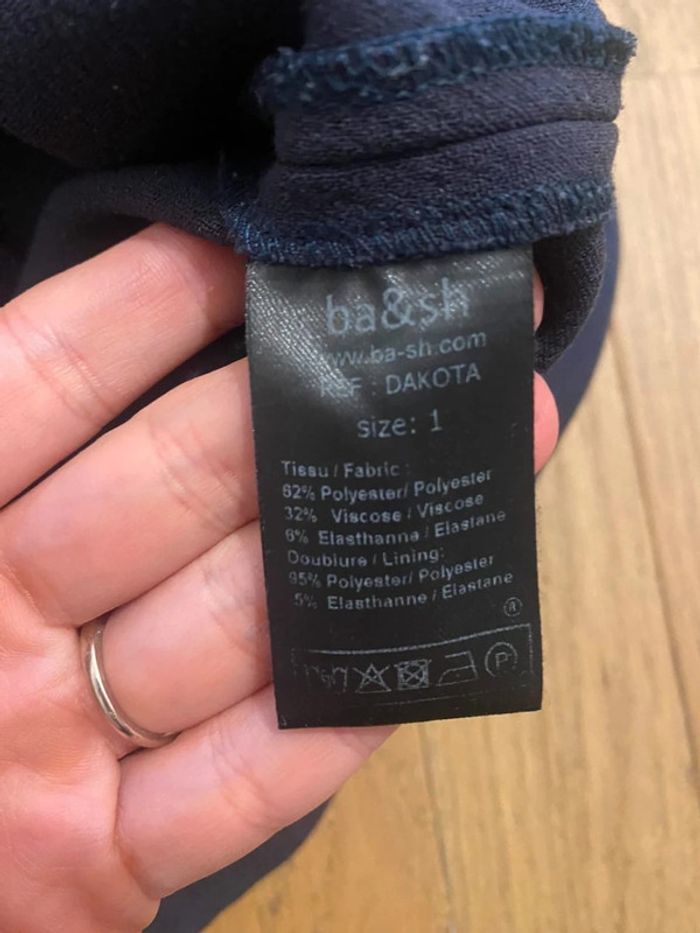 ba&sh
www.ba-sh.com
REF : DAKOTA
size: 1
Tissu / Fabric :
62% Polyester/ Polyester
32% Viscose / Viscose
6% Elasthanne / Elastane
Doublure / Lining:
95% Polyester/ Polyester
5% Elasthanne / Elastane
®
P